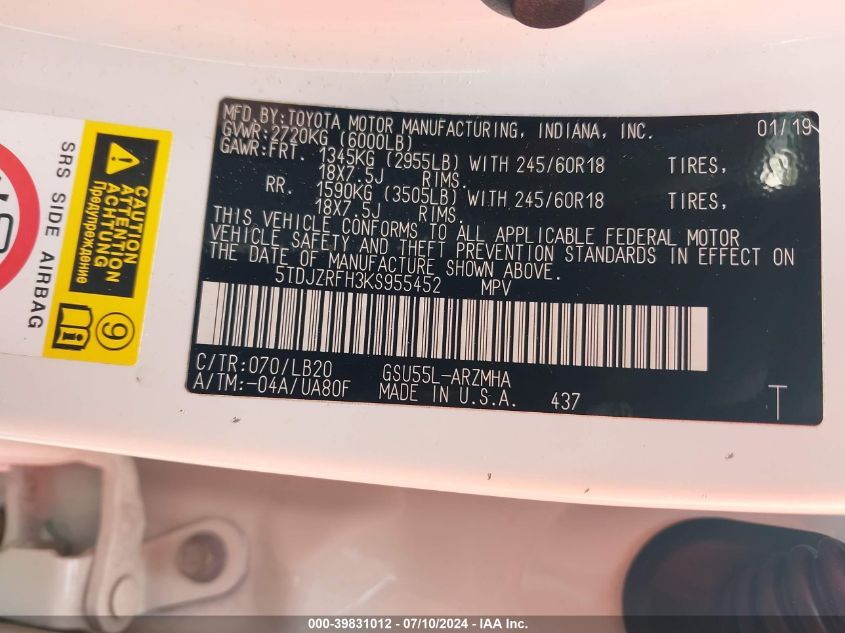 MFD.BY:TOYOTA MOTOR MANUFACTURING, INDIANA, INC. 01/19
GVWR:2720KG (6000LB)
GAWR:FRT. 1345KG (2955LB) WITH 245/60R18 TIRES,
18X7.5J RIMS.
RR. 1590KG (3505LB) WITH 245/60R18 TIRES,
18X7.5J RIMS.
THIS VEHICLE CONFORMS TO ALL APPLICABLE FEDERAL MOTOR
VEHICLE SAFETY AND THEFT PREVENTION STANDARDS IN EFFECT ON
THE DATE OF MANUFACTURE SHOWN ABOVE.
5TDJZRFH3KS955452 MPV
C/TR:070/LB20 GSU55L-ARZMHA
A/TM:-04A/UA80F MADE IN U.S.A. 437
T
SRS SIDE AIRBAG
CAUTION
ATTENTION
ACHTUNG
Предупреждение
9
000-39831012 - 07/10/2024 - IAA Inc.